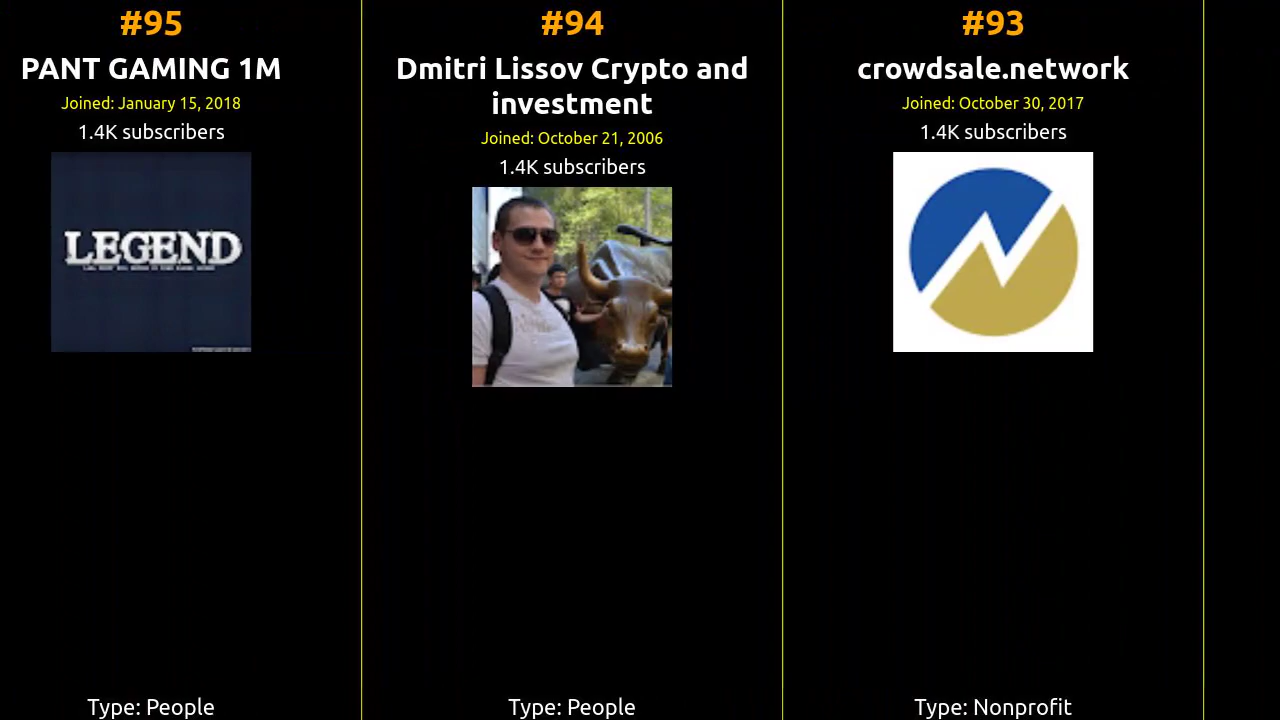 #95
PANT GAMING 1M
Joined: January 15, 2018
1.4K subscribers
LEGEND
Type: People
#94
Dmitri Lissov Crypto and
investment
Joined: October 21, 2006
1.4K subscribers
Type: People
#93
crowdsale.network
Joined: October 30, 2017
1.4K subscribers
Type: Nonprofit